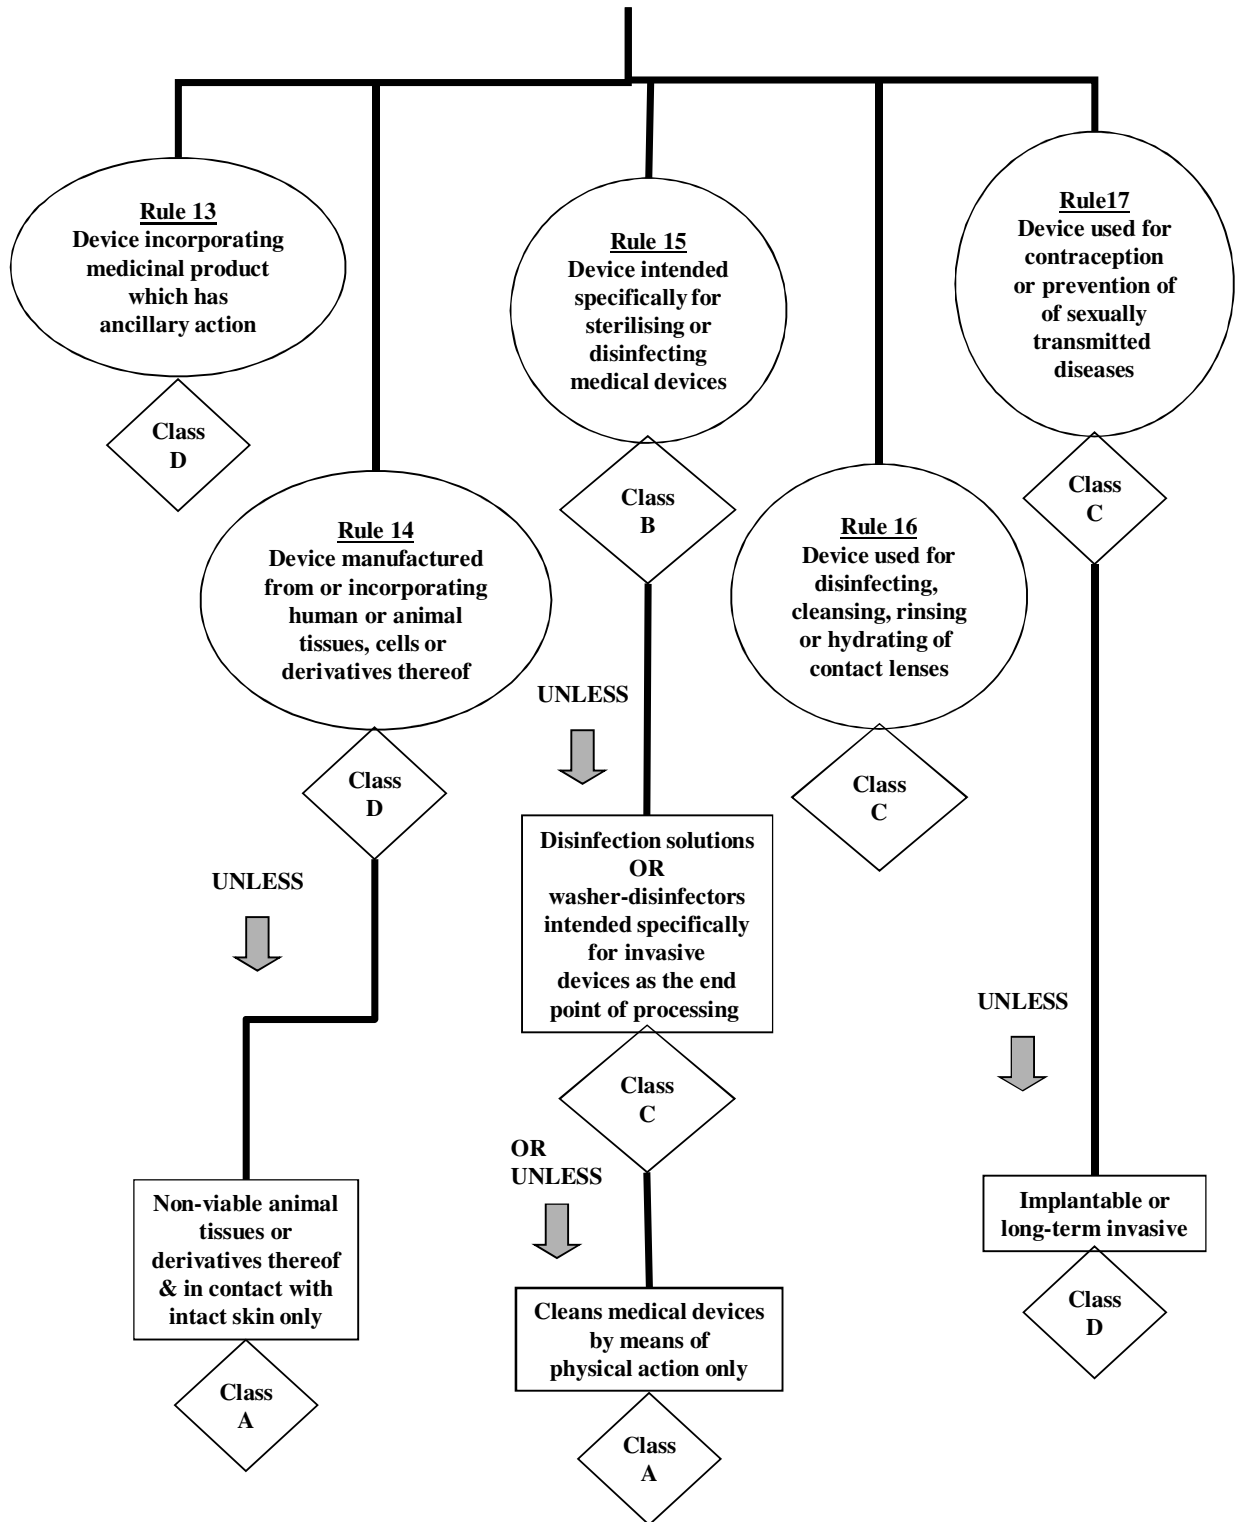 Rule 13
Device incorporating
medicinal product
which has
ancillary action
Class
D
Rule 14
Device manufactured
from or incorporating
human or animal
tissues, cells or
derivatives thereof
Class
D
UNLESS
Non-viable animal
tissues or
derivatives thereof
& in contact with
intact skin only
Class
A
Rule 15
Device intended
specifically for
sterilising or
disinfecting
medical devices
Class
B
UNLESS
Disinfection solutions
OR
washer-disinfectors
intended specifically
for invasive
devices as the end
point of processing
Class
C
OR
UNLESS
Cleans medical devices
by means of
physical action only
Class
A
Rule 16
Device used for
disinfecting,
cleansing, rinsing
or hydrating of
contact lenses
Class
C
Rule17
Device used for
contraception
or prevention of
of sexually
transmitted
diseases
Class
C
UNLESS
Implantable or
long-term invasive
Class
D